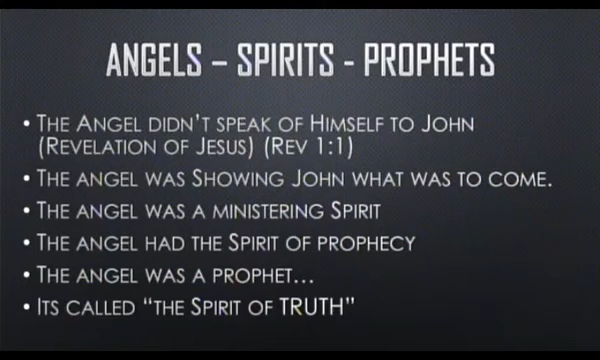 ANGELS – SPIRITS - PROPHETS
• THE ANGEL DIDN'T SPEAK OF HIMSELF TO JOHN
(REVELATION OF JESUS) (REV 1:1)
• THE ANGEL WAS SHOWING JOHN WHAT WAS TO COME.
• THE ANGEL WAS A MINISTERING SPIRIT
• THE ANGEL HAD THE SPIRIT OF PROPHECY
• THE ANGEL WAS A PROPHET...
• ITS CALLED "THE SPIRIT OF TRUTH"